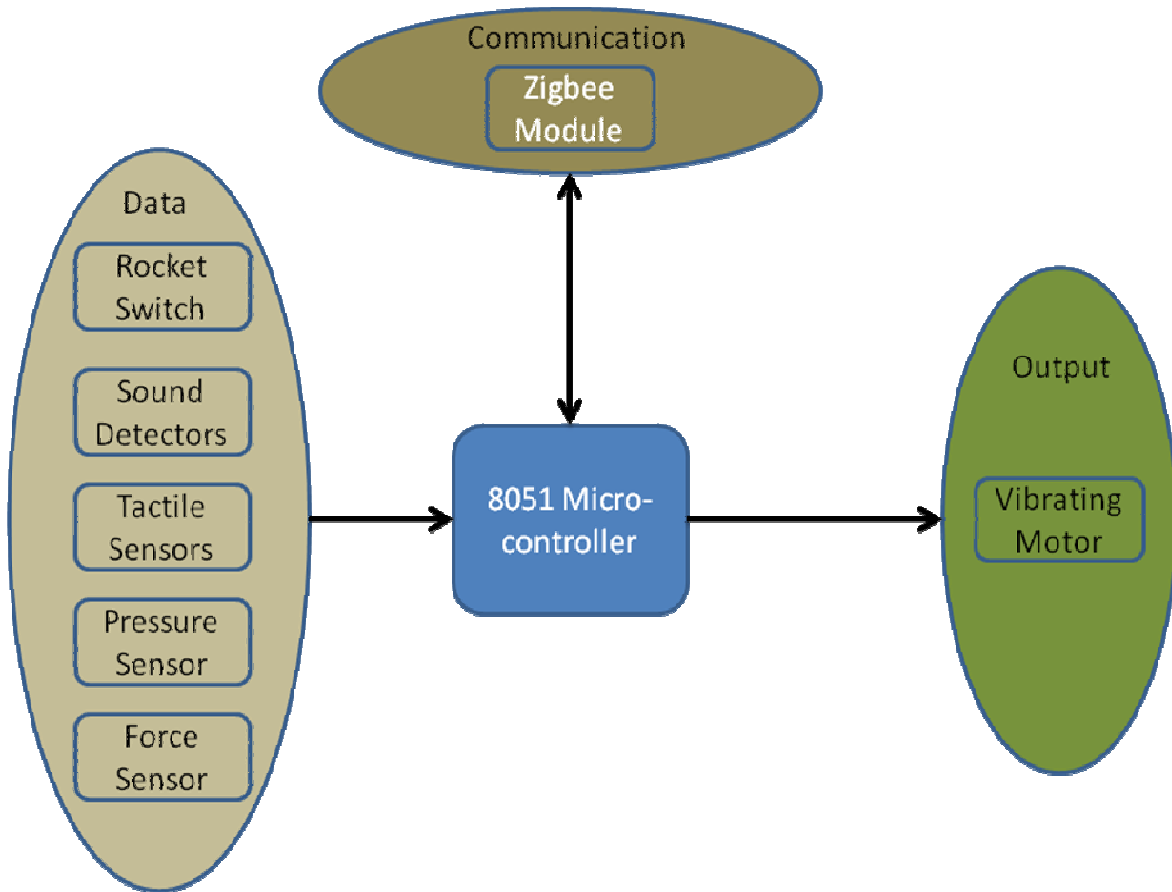 Communication
Zigbee
Module
Data
Rocket
Switch
Sound
Detectors
Tactile
Sensors
Pressure
Sensor
Force
Sensor
8051 Micro-
controller
Output
Vibrating
Motor